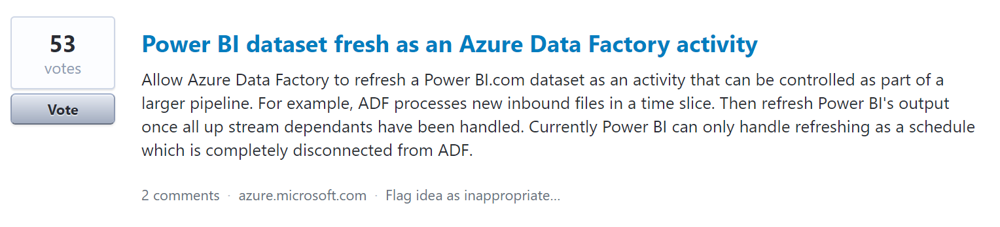 53
votes
Vote
Power BI dataset fresh as an Azure Data Factory activity
Allow Azure Data Factory to refresh a Power BI.com dataset as an activity that can be controlled as part of a
larger pipeline. For example, ADF processes new inbound files in a time slice. Then refresh Power BI's output
once all up stream dependants have been handled. Currently Power BI can only handle refreshing as a schedule
which is completely disconnected from ADF.
2 comments · azure.microsoft.com · Flag idea as inappropriate…